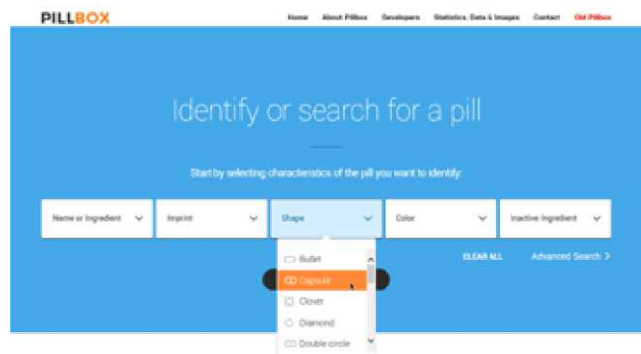 PILLBOX
Home About Pillbox Developers Statistics, Data & Images Contact Old Pillbox
Identify or search for a pill
Start by selecting characteristics of the pill you want to identify:
Name or Ingredient Imprint Shape Color Inactive Ingredient
Bullet
CLEAR ALL Advanced Search >
Capsule
Clover
Diamond
Double circle